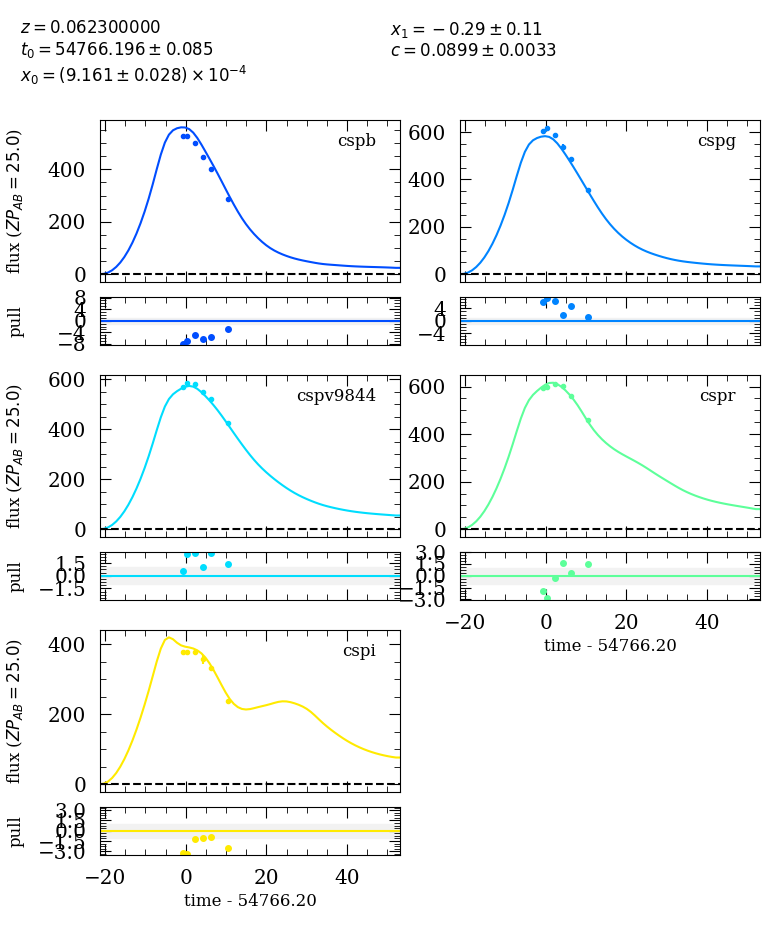 z = 0.062300000
t₀ = 54766.196 ± 0.085
x₀ = (9.161 ± 0.028) × 10⁻⁴
x₁ = −0.29 ± 0.11
c = 0.0899 ± 0.0033
flux (ZP_AB = 25.0)
400
200
0
cspb
600
400
200
0
cspg
pull
8
4
0
−4
−8
4
0
−4
flux (ZP_AB = 25.0)
600
400
200
0
cspv9844
600
400
200
0
cspr
pull
1.5
0.0
−1.5
3.0
1.5
0.0
−1.5
−3.0
−20 0 20 40
time - 54766.20
flux (ZP_AB = 25.0)
400
200
0
cspi
pull
3.0
1.5
0.0
−1.5
−3.0
−20 0 20 40
time - 54766.20